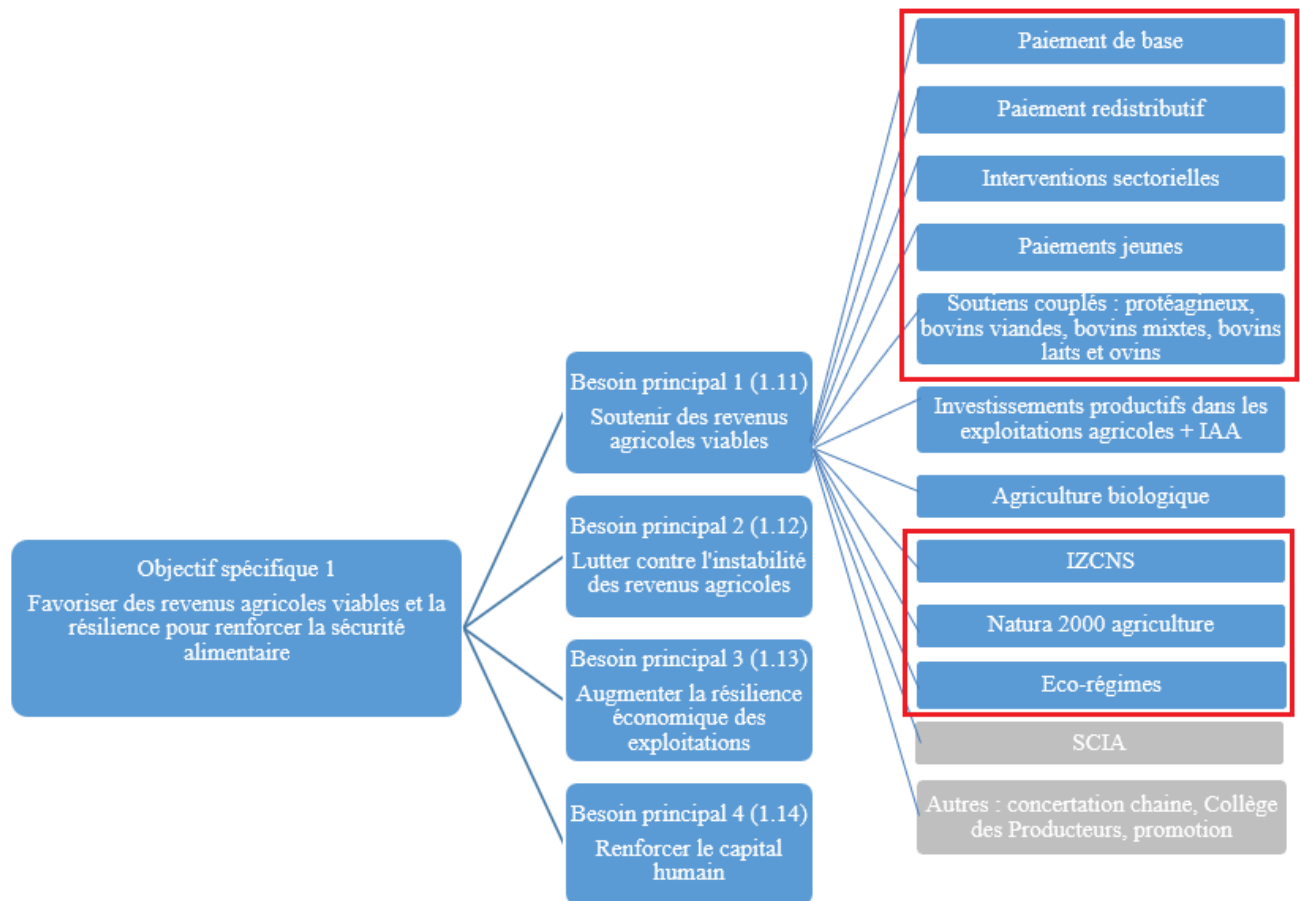 Objectif spécifique 1
Favoriser des revenus agricoles viables et la
résilience pour renforcer la sécurité
alimentaire
Besoin principal 1 (1.11)
Soutenir des revenus
agricoles viables
Besoin principal 2 (1.12)
Lutter contre l'instabilité
des revenus agricoles
Besoin principal 3 (1.13)
Augmenter la résilience
économique des
exploitations
Besoin principal 4 (1.14)
Renforcer le capital
humain
Paiement de base
Paiement redistributif
Interventions sectorielles
Paiements jeunes
Soutiens couplés : protéagineux,
bovins viandes, bovins mixtes, bovins
laits et ovins
Investissements productifs dans les
exploitations agricoles + IAA
Agriculture biologique
IZCNS
Natura 2000 agriculture
Eco-régimes
SCIA
Autres : concertation chaine, Collège
des Producteurs, promotion